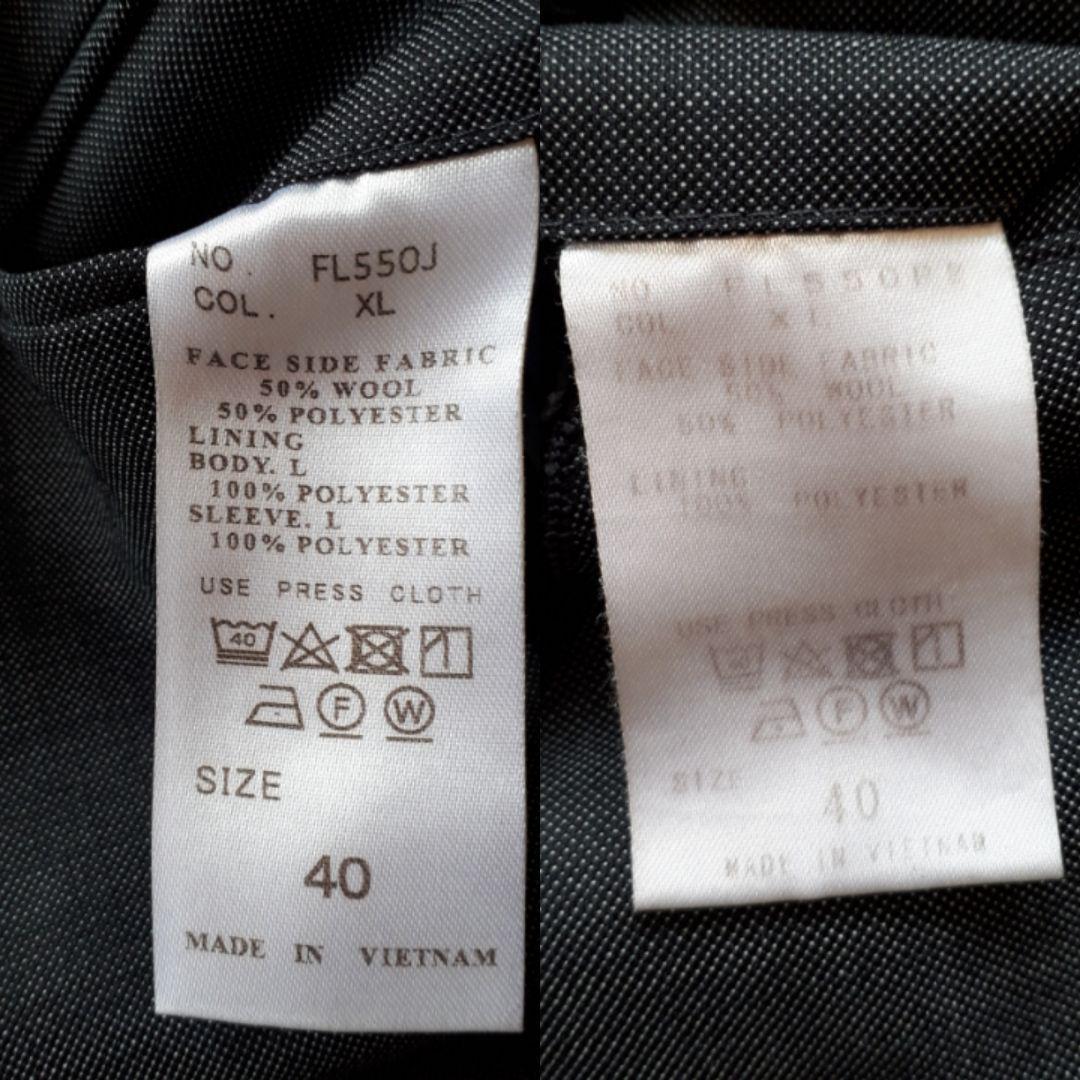 NO. FL550J
COL. XL
FACE SIDE FABRIC
50% WOOL
50% POLYESTER
LINING
BODY. L
100% POLYESTER
SLEEVE. L
100% POLYESTER
USE PRESS CLOTH
40
F W
SIZE
40
MADE IN VIETNAM
NO
COL XL
FACE SIDE FABRIC
50% WOOL
50% POLYESTER
LINING
100% POLYESTER
USE PRESS CLOTH
F W
SIZE
40
MADE IN VIETNAM